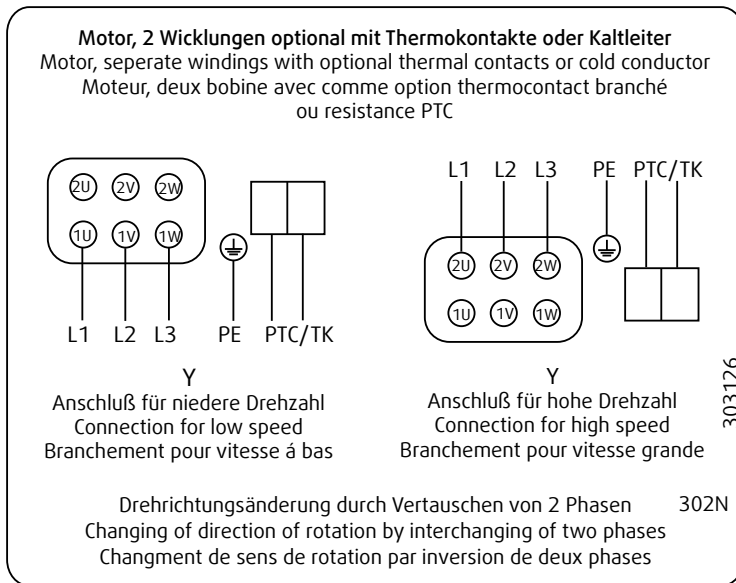 Motor, 2 Wicklungen optional mit Thermokontakte oder Kaltleiter
Motor, seperate windings with optional thermal contacts or cold conductor
Moteur, deux bobine avec comme option thermocontact branché
ou resistance PTC
2U 2V 2W
1U 1V 1W
L1 L2 L3 PE PTC/TK
Y
Anschluß für niedere Drehzahl
Connection for low speed
Branchement pour vitesse á bas
L1 L2 L3 PE PTC/TK
2U 2V 2W
1U 1V 1W
Y
Anschluß für hohe Drehzahl
Connection for high speed
Branchement pour vitesse grande
303126
Drehrichtungsänderung durch Vertauschen von 2 Phasen 302N
Changing of direction of rotation by interchanging of two phases
Changment de sens de rotation par inversion de deux phases